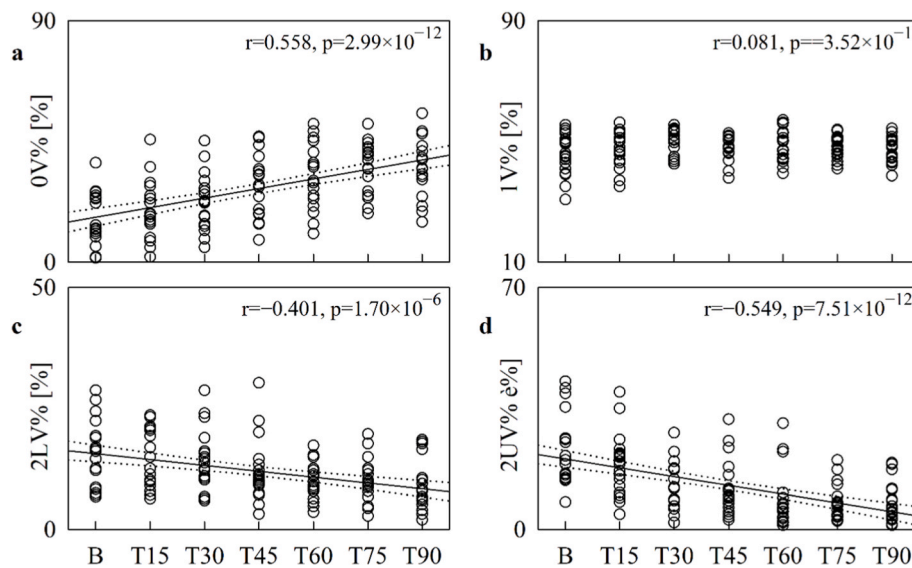 90
a
r=0.558, p=2.99×10−12
0V% [%]
0
90
b
r=0.081, p==3.52×10−1
1V% [%]
10
50
c
r=−0.401, p=1.70×10−6
2LV% [%]
0
B T15 T30 T45 T60 T75 T90
70
d
r=−0.549, p=7.51×10−12
2UV% è%]
0
B T15 T30 T45 T60 T75 T90